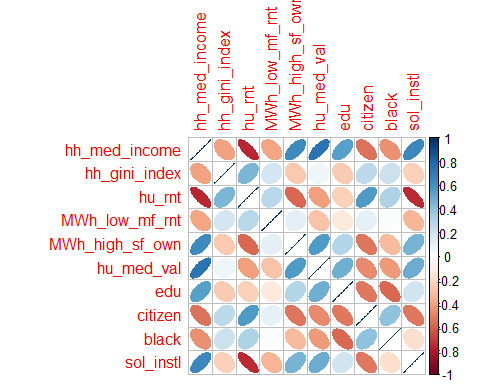 hh_med_income
hh_gini_index
hu_rnt
MWh_low_mf_rnt
MWh_high_sf_own
hu_med_val
edu
citizen
black
sol_instl
hh_med_income
hh_gini_index
hu_rnt
MWh_low_mf_rnt
MWh_high_sf_own
hu_med_val
edu
citizen
black
sol_instl
1
0.8
0.6
0.4
0.2
0
-0.2
-0.4
-0.6
-0.8
-1